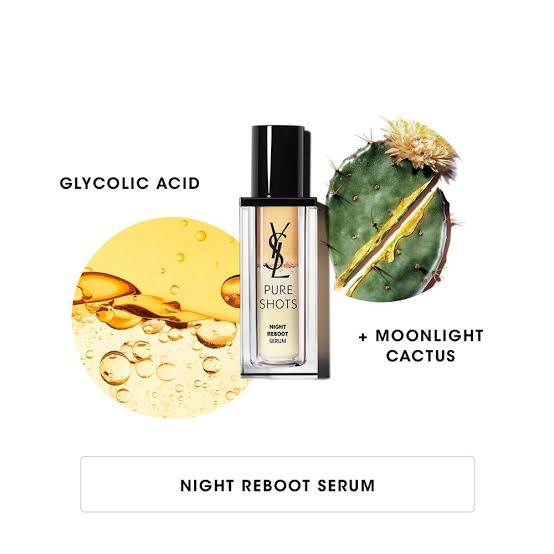 GLYCOLIC ACID
YSL
PURE
SHOTS
NIGHT
REBOOT
SERUM
+ MOONLIGHT
CACTUS
NIGHT REBOOT SERUM